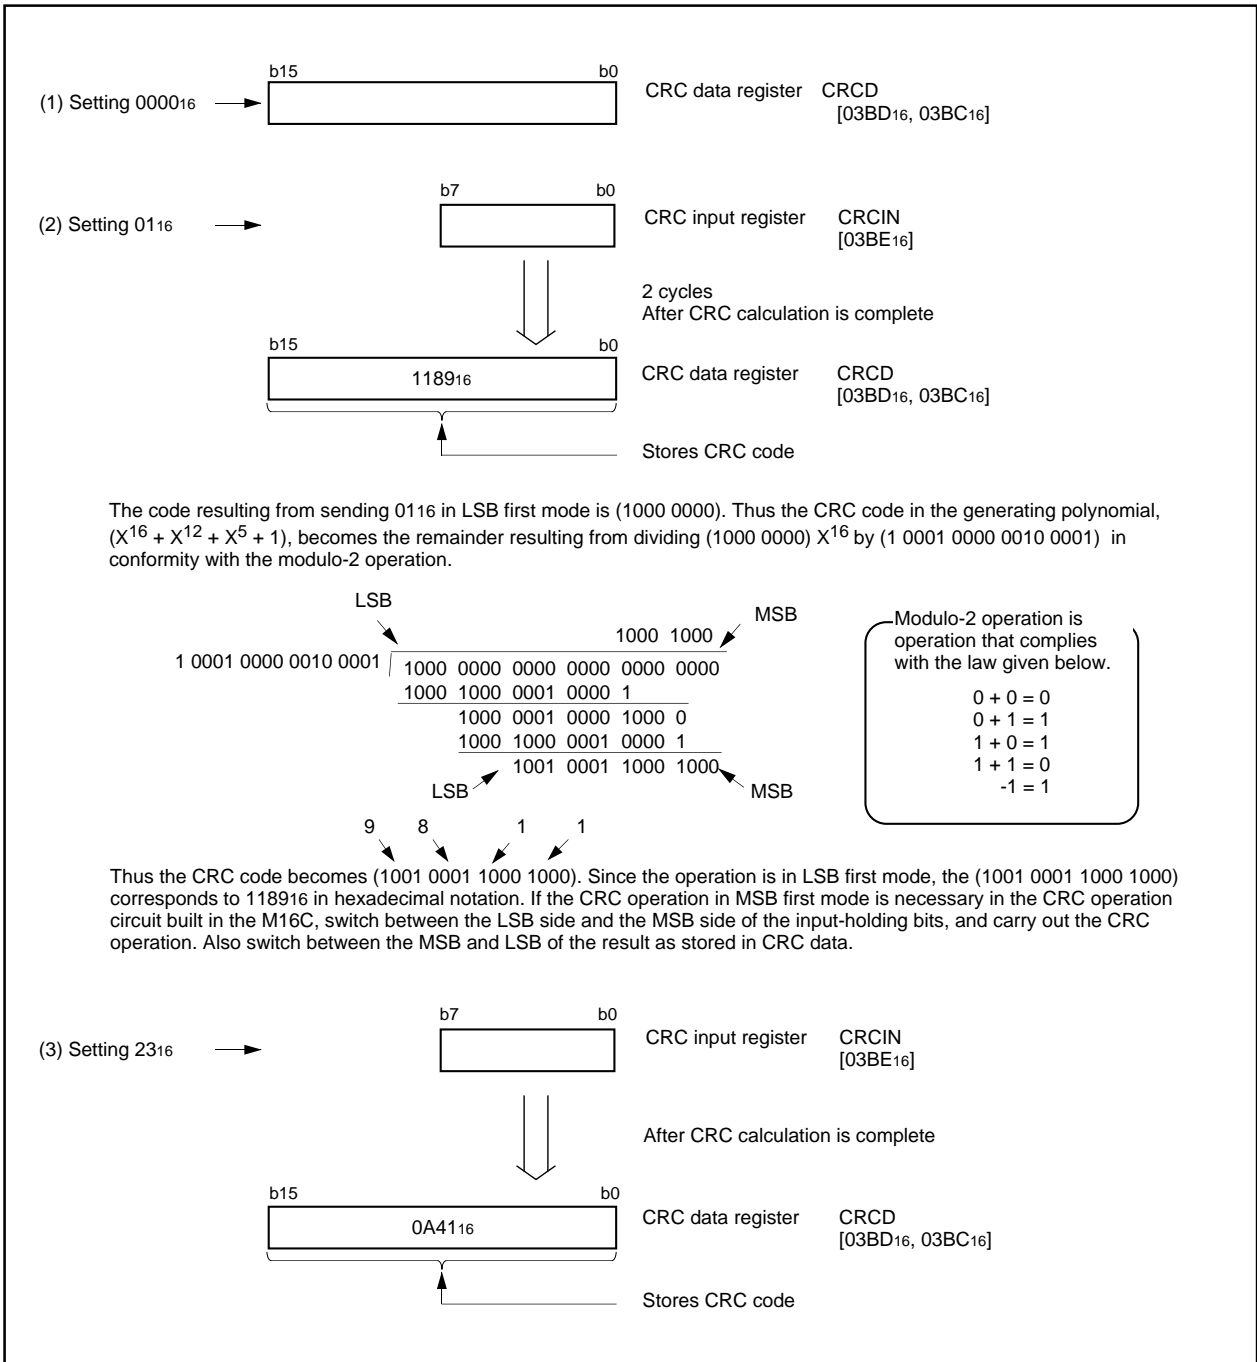 b15 b0
(1) Setting 0000₁₆ CRC data register CRCD
[03BD₁₆, 03BC₁₆]
b7 b0
(2) Setting 01₁₆ CRC input register CRCIN
[03BE₁₆]
2 cycles
After CRC calculation is complete
b15 b0
1189₁₆ CRC data register CRCD
[03BD₁₆, 03BC₁₆]
Stores CRC code
The code resulting from sending 01₁₆ in LSB first mode is (1000 0000). Thus the CRC code in the generating polynomial,
(X¹⁶ + X¹² + X⁵ + 1), becomes the remainder resulting from dividing (1000 0000) X¹⁶ by (1 0001 0000 0010 0001) in
conformity with the modulo-2 operation.
LSB MSB
1000 1000
1 0001 0000 0010 0001 1000 0000 0000 0000 0000 0000
1000 1000 0001 0000 1
1000 0001 0000 1000 0
1000 1000 0001 0000 1
1001 0001 1000 1000
LSB MSB
Modulo-2 operation is
operation that complies
with the law given below.
0 + 0 = 0
0 + 1 = 1
1 + 0 = 1
1 + 1 = 0
-1 = 1
9 8 1 1
Thus the CRC code becomes (1001 0001 1000 1000). Since the operation is in LSB first mode, the (1001 0001 1000 1000)
corresponds to 1189₁₆ in hexadecimal notation. If the CRC operation in MSB first mode is necessary in the CRC operation
circuit built in the M16C, switch between the LSB side and the MSB side of the input-holding bits, and carry out the CRC
operation. Also switch between the MSB and LSB of the result as stored in CRC data.
b7 b0
(3) Setting 23₁₆ CRC input register CRCIN
[03BE₁₆]
After CRC calculation is complete
b15 b0
0A41₁₆ CRC data register CRCD
[03BD₁₆, 03BC₁₆]
Stores CRC code